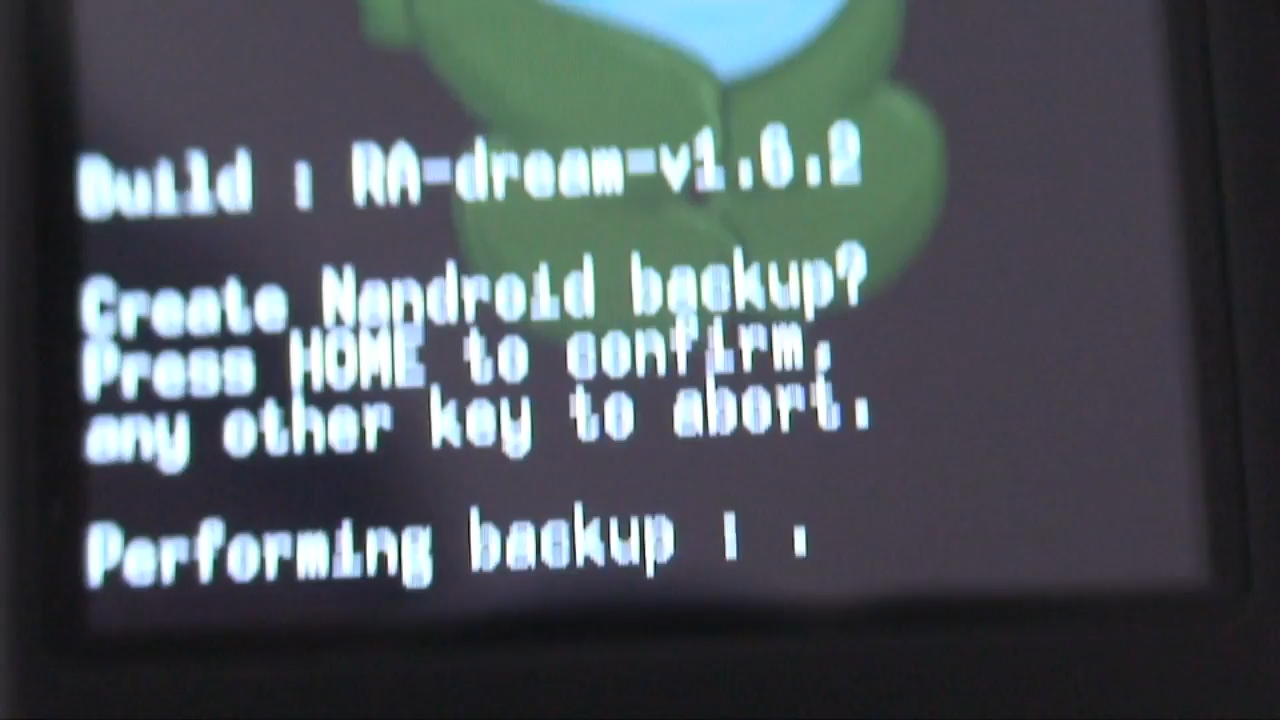 Build : RA-dream-v1.6.2
Create Nandroid backup?
Press HOME to confirm,
any other key to abort.
Performing backup : .